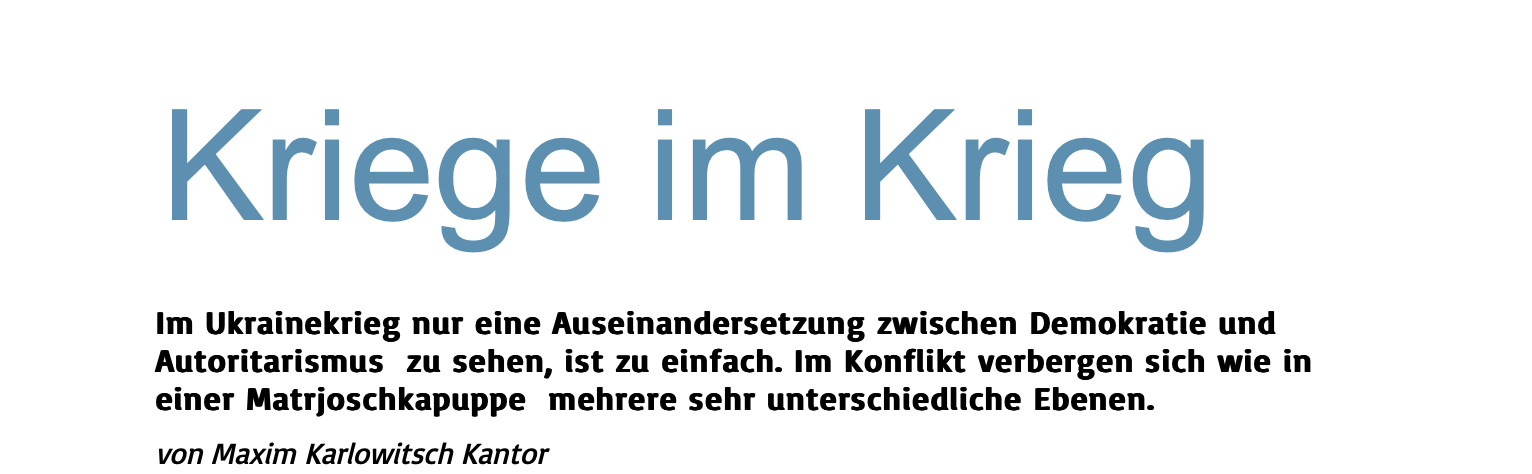 Kriege im Krieg
Im Ukrainekrieg nur eine Auseinandersetzung zwischen Demokratie und
Autoritarismus  zu sehen, ist zu einfach. Im Konflikt verbergen sich wie in
einer Matrjoschkapuppe  mehrere sehr unterschiedliche Ebenen.
von Maxim Karlowitsch Kantor